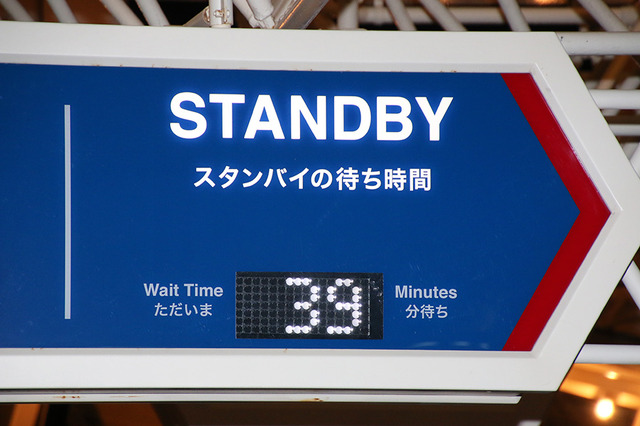 STANDBY
スタンバイの待ち時間
Wait Time 39 Minutes
ただいま 分待ち